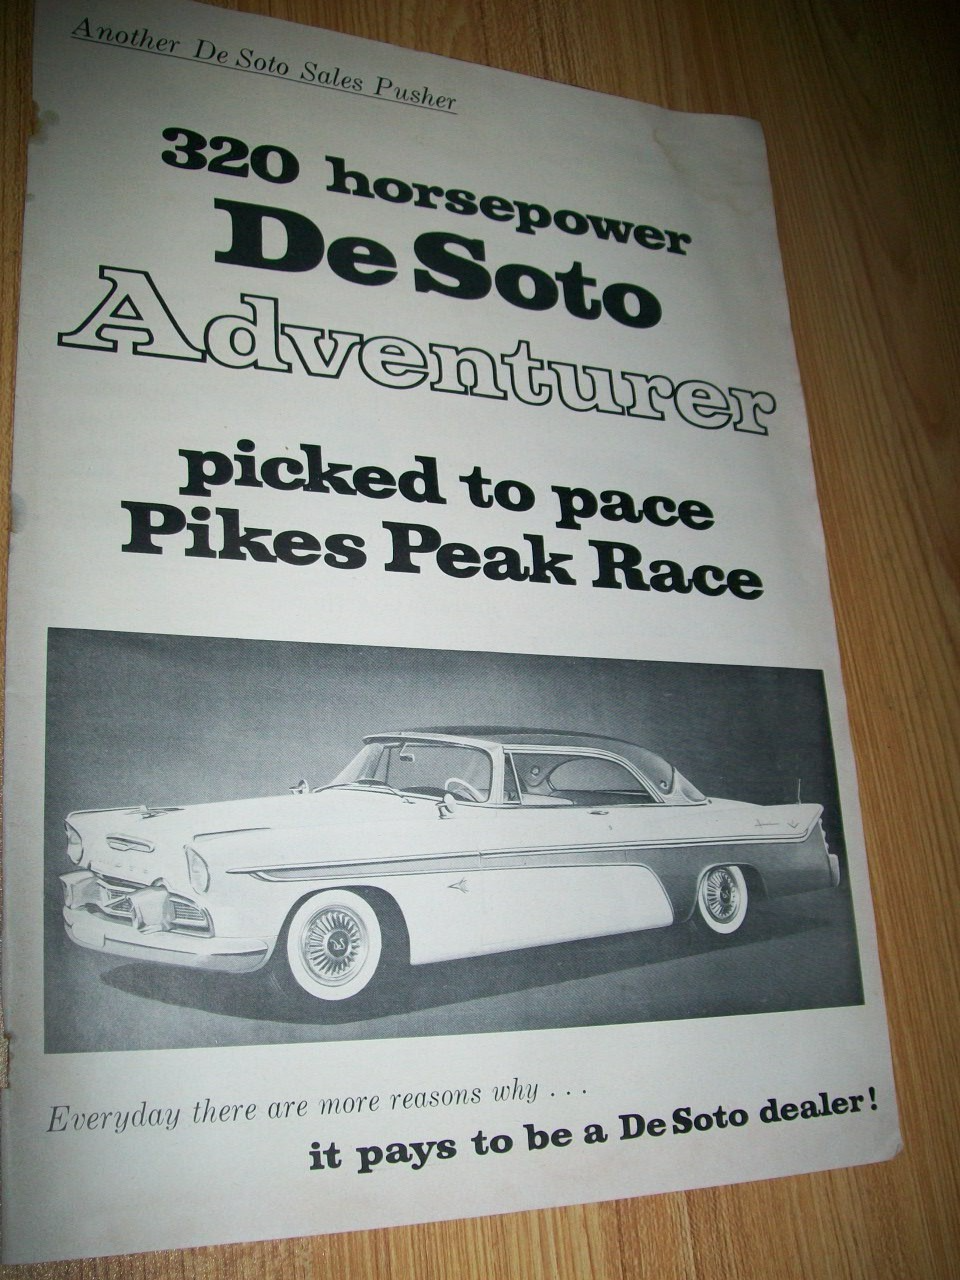 Another De Soto Sales Pusher
320 horsepower
De Soto
Adventurer
picked to pace
Pikes Peak Race
Everyday there are more reasons why . . .
it pays to be a De Soto dealer!